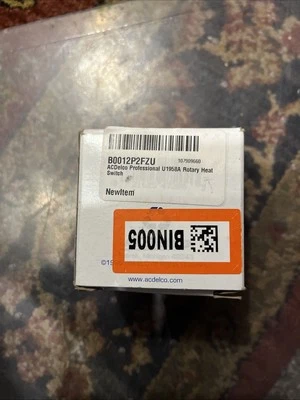 B0012P2FZU
ACDelco Professional U1958A Rotary Heat
Switch
NewItem
BIN005
www.acdelco.com